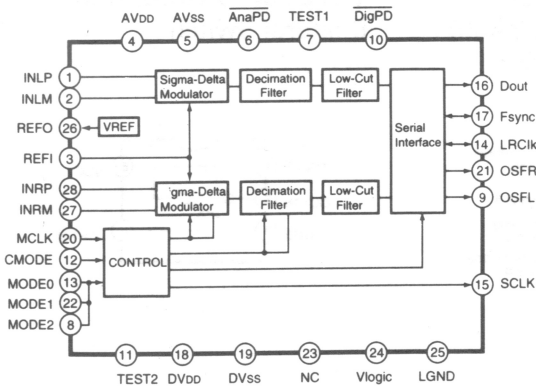 AVDD AVSS AnaPD TEST1 DigPD
4 5 6 7 10
INLP 1
INLM 2
REFO 26
REFI 3
INRP 28
INRM 27
MCLK 20
CMODE 12
MODE0 13
MODE1 22
MODE2 8
Sigma-Delta
Modulator
Decimation
Filter
Low-Cut
Filter
VREF
Serial
Interface
gma-Delta
Modulator
Decimation
Filter
Low-Cut
Filter
CONTROL
16 Dout
17 Fsync
14 LRClk
21 OSFR
9 OSFL
15 SCLK
11 18 19 23 24 25
TEST2 DVDD DVSS NC Vlogic LGND